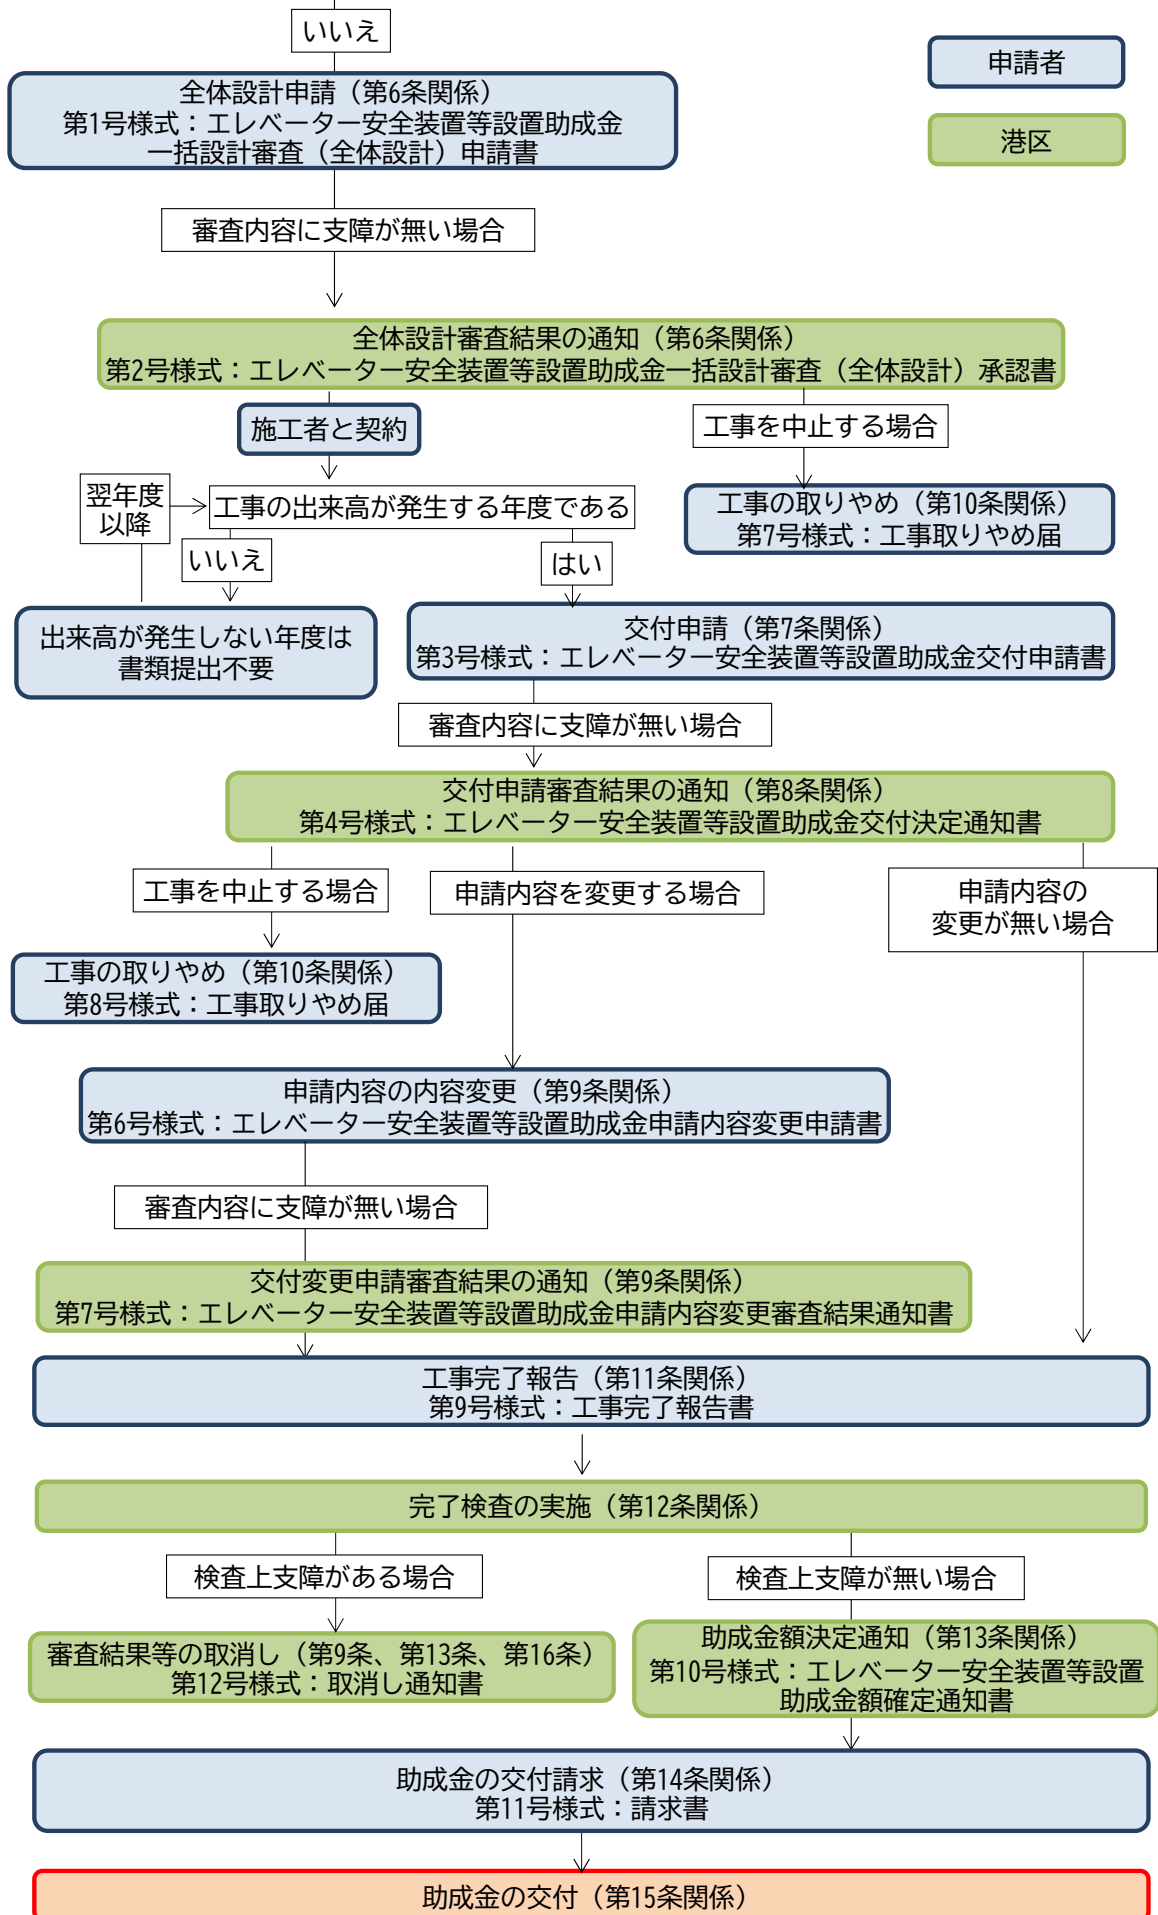 いいえ
申請者
港区
全体設計申請（第6条関係）
第1号様式：エレベーター安全装置等設置助成金
一括設計審査（全体設計）申請書
審査内容に支障が無い場合
全体設計審査結果の通知（第6条関係）
第2号様式：エレベーター安全装置等設置助成金一括設計審査（全体設計）承認書
施工者と契約
工事を中止する場合
翌年度
以降
工事の出来高が発生する年度である
工事の取りやめ（第10条関係）
第7号様式：工事取りやめ届
いいえ
はい
出来高が発生しない年度は
書類提出不要
交付申請（第7条関係）
第3号様式：エレベーター安全装置等設置助成金交付申請書
審査内容に支障が無い場合
交付申請審査結果の通知（第8条関係）
第4号様式：エレベーター安全装置等設置助成金交付決定通知書
工事を中止する場合
申請内容を変更する場合
申請内容の
変更が無い場合
工事の取りやめ（第10条関係）
第8号様式：工事取りやめ届
申請内容の内容変更（第9条関係）
第6号様式：エレベーター安全装置等設置助成金申請内容変更申請書
審査内容に支障が無い場合
交付変更申請審査結果の通知（第9条関係）
第7号様式：エレベーター安全装置等設置助成金申請内容変更審査結果通知書
工事完了報告（第11条関係）
第9号様式：工事完了報告書
完了検査の実施（第12条関係）
検査上支障がある場合
検査上支障が無い場合
審査結果等の取消し（第9条、第13条、第16条）
第12号様式：取消し通知書
助成金額決定通知（第13条関係）
第10号様式：エレベーター安全装置等設置
助成金額確定通知書
助成金の交付請求（第14条関係）
第11号様式：請求書
助成金の交付（第15条関係）